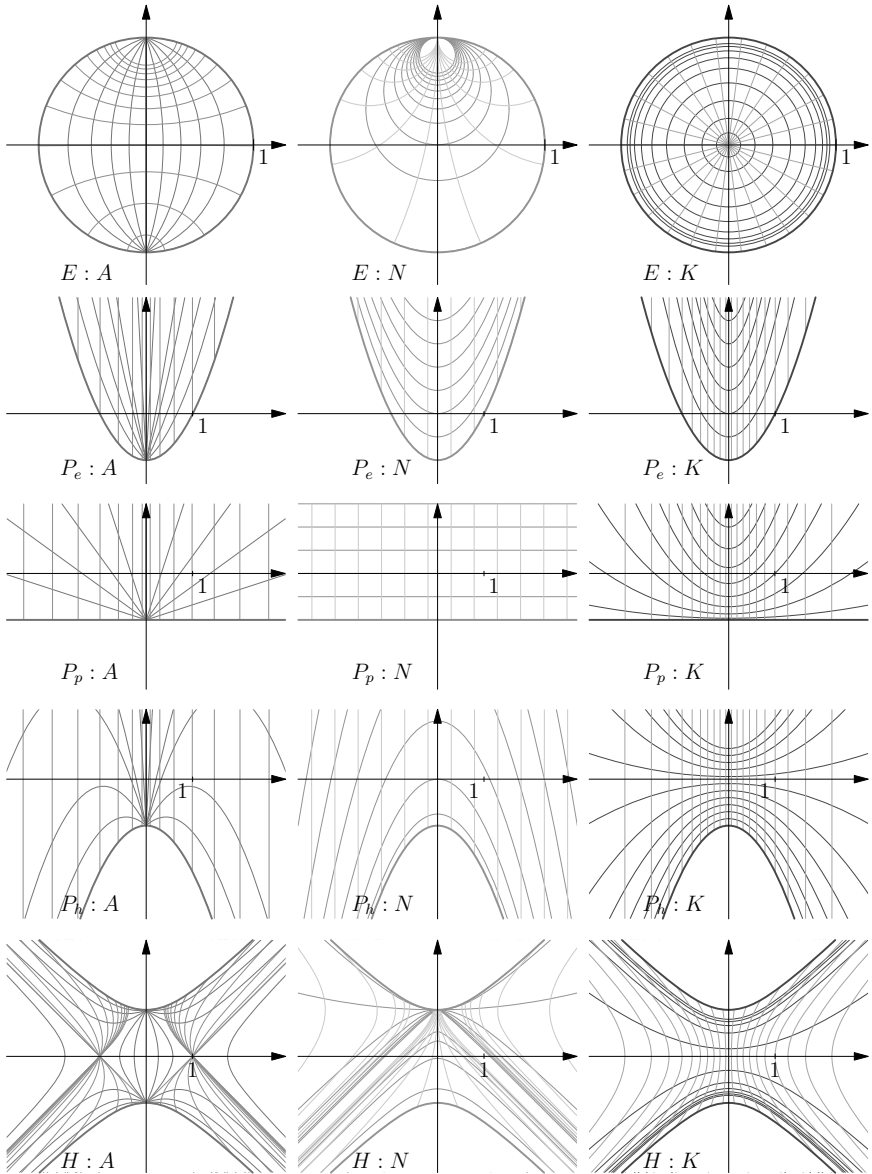 1 1 1
E : A E : N E : K
1 1 1
P_e : A P_e : N P_e : K
1 1 1
P_p : A P_p : N P_p : K
1 1 1
P_h : A P_h : N P_h : K
1 1 1
H : A H : N H : K